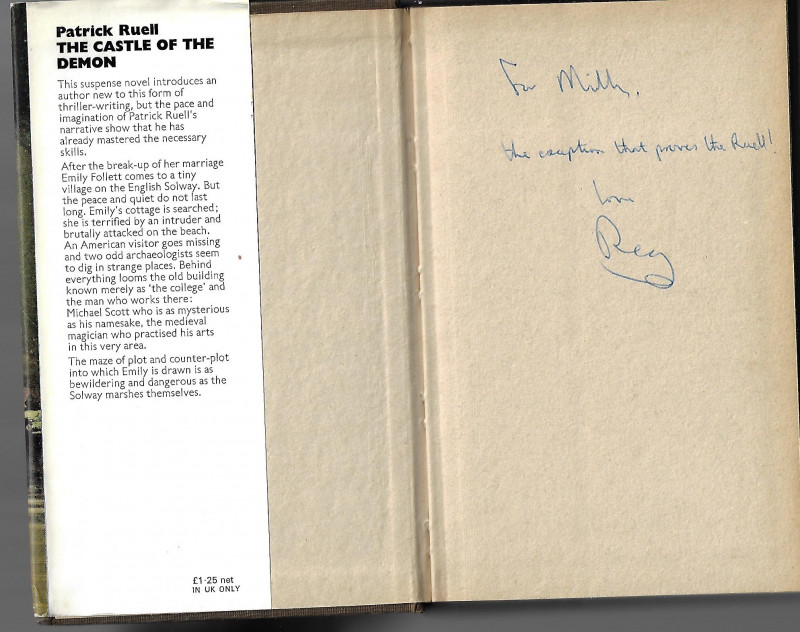 Patrick Ruell
THE CASTLE OF THE
DEMON
This suspense novel introduces an
author new to this form of
thriller-writing, but the pace and
imagination of Patrick Ruell's
narrative show that he has
already mastered the necessary
skills.
After the break-up of her marriage
Emily Follett comes to a tiny
village on the English Solway. But
the peace and quiet do not last
long. Emily's cottage is searched;
she is terrified by an intruder and
brutally attacked on the beach.
An American visitor goes missing
and two odd archaeologists seem
to dig in strange places. Behind
everything looms the old building
known merely as 'the college' and
the man who works there:
Michael Scott who is as mysterious
as his namesake, the medieval
magician who practised his arts
in this very area.
The maze of plot and counter-plot
into which Emily is drawn is as
bewildering and dangerous as the
Solway marshes themselves.
£1·25 net
IN UK ONLY
For
the exception that proves the Ruell!
love
Reg